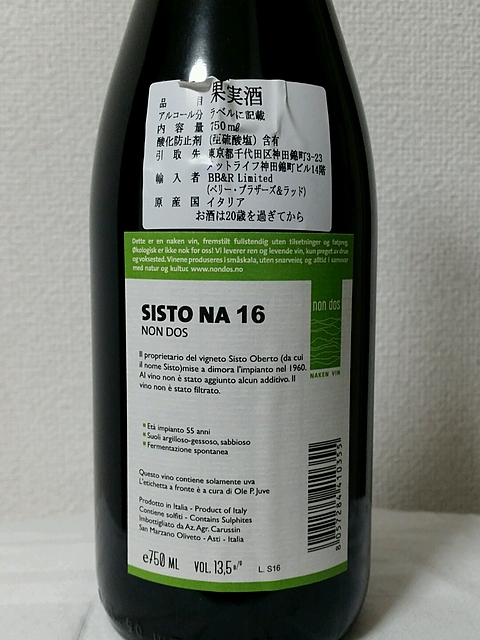 品 目 果実酒
アルコール分 ラベルに記載
内 容 量 750㎖
酸化防止剤 (亜硫酸塩) 含有
引 取 先 東京都千代田区神田錦町3-23
メットライフ神田錦町ビル14階
輸 入 者 BB&R Limited
(ベリー・ブラザーズ&ラッド)
原 産 国 イタリア
お酒は20歳を過ぎてから
Dette er en naken vin, fremstilt fullstendig uten tilsetninger og
Økologisk er ikke nok for oss! Vi leverer ren og levende vin, kun preget av drue
og voksested. Vinene produseres i småskala, uten snarveier, og alltid i samsvar
med natur og kultur. www.nondos.no
SISTO NA 16
NON DOS
non dos
NAKEN VIN
Il proprietario del vigneto Sisto Oberto (da cui
il nome Sisto)mise a dimora l'impianto nel 1960.
Al vino non è stato aggiunto alcun additivo. Il
vino non è stato filtrato.
Età impianto 55 anni
Suoli argilloso-gessoso, sabbioso
Fermentazione spontanea
Questo vino contiene solamente uva
L'etichetta a fronte è a cura di Ole P. Juve
Prodotto in Italia - Product of Italy
Contiene solfiti - Contains Sulphites
Imbottigliato da Az. Agr. Carussin
San Marzano Oliveto - Asti - Italia
e750 ML VOL. 13,5%
L. S16
8057284410355